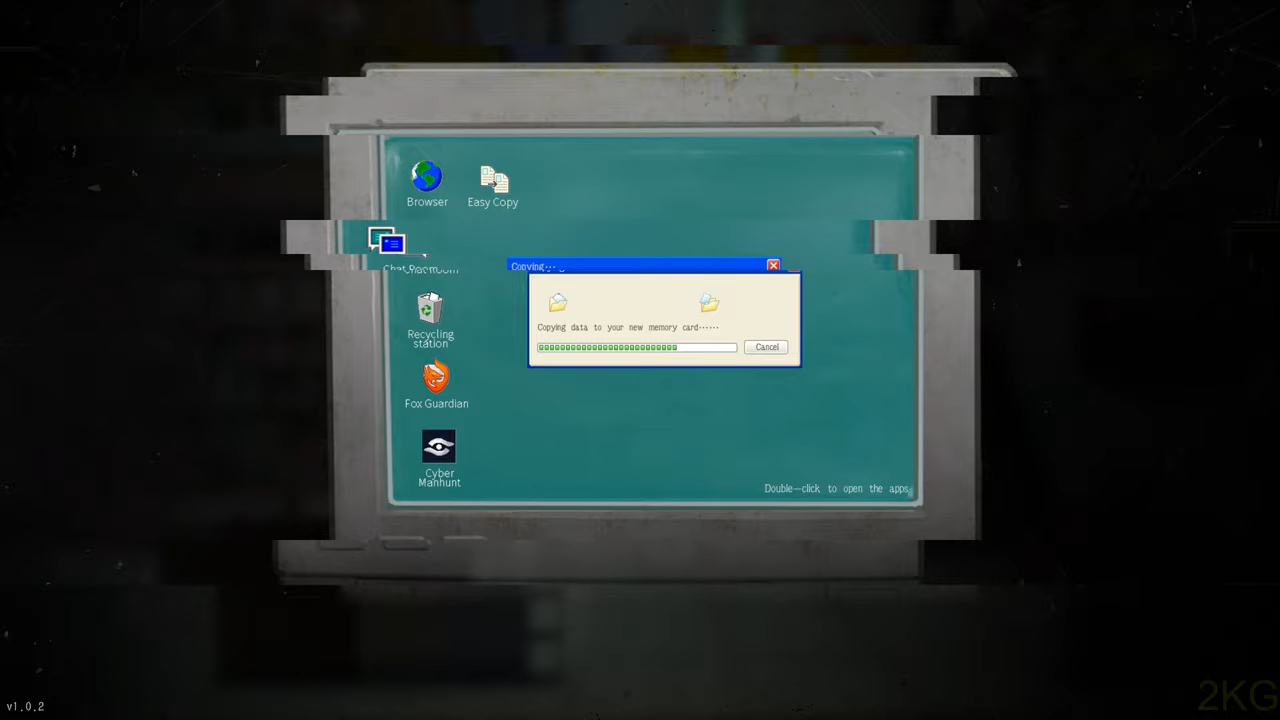 Browser
Easy Copy
Copying···
Recycling
station
Copying data to your new memory card······
Cancel
Fox Guardian
Cyber
Manhunt
Double—click to open the apps
v1.0.2
2KG